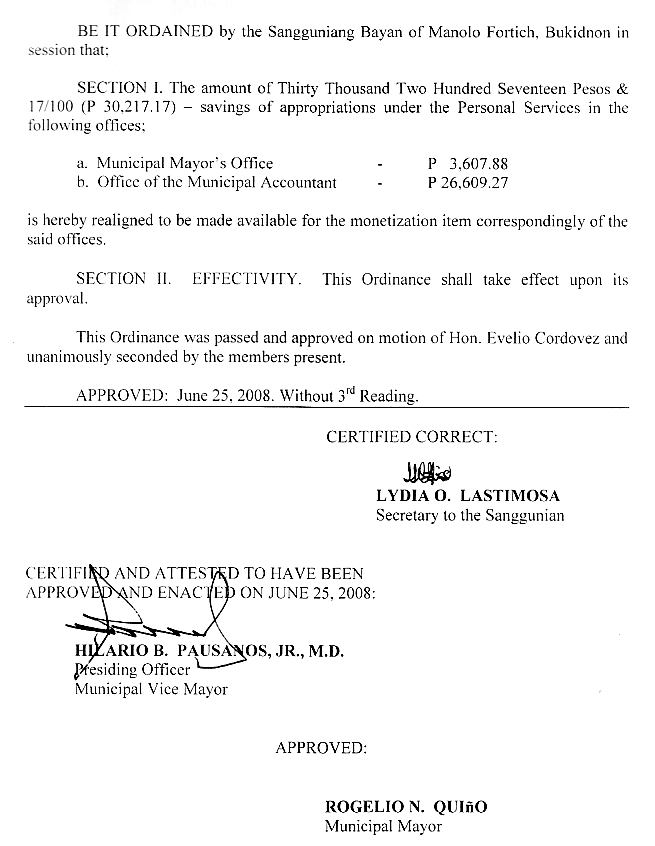 BE IT ORDAINED by the Sangguniang Bayan of Manolo Fortich, Bukidnon in
session that;
SECTION I. The amount of Thirty Thousand Two Hundred Seventeen Pesos &
17/100 (P 30,217.17) – savings of appropriations under the Personal Services in the
following offices;
a. Municipal Mayor's Office - P 3,607.88
b. Office of the Municipal Accountant - P 26,609.27
is hereby realigned to be made available for the monetization item correspondingly of the
said offices.
SECTION II. EFFECTIVITY. This Ordinance shall take effect upon its
approval.
This Ordinance was passed and approved on motion of Hon. Evelio Cordovez and
unanimously seconded by the members present.
APPROVED: June 25, 2008. Without 3rd Reading.
CERTIFIED CORRECT:
LYDIA O. LASTIMOSA
Secretary to the Sanggunian
CERTIFIED AND ATTESTED TO HAVE BEEN
APPROVED AND ENACTED ON JUNE 25, 2008:
HILARIO B. PAUSANOS, JR., M.D.
Presiding Officer
Municipal Vice Mayor
APPROVED:
ROGELIO N. QUIñO
Municipal Mayor